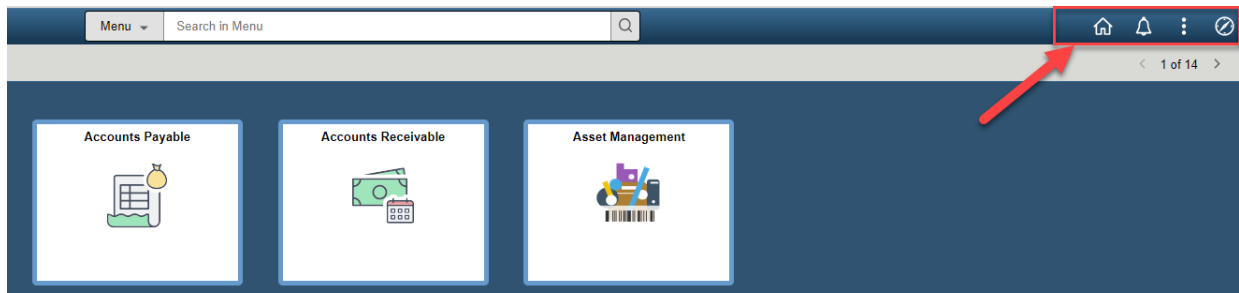 Menu Search in Menu
1 of 14
Accounts Payable
Accounts Receivable
Asset Management